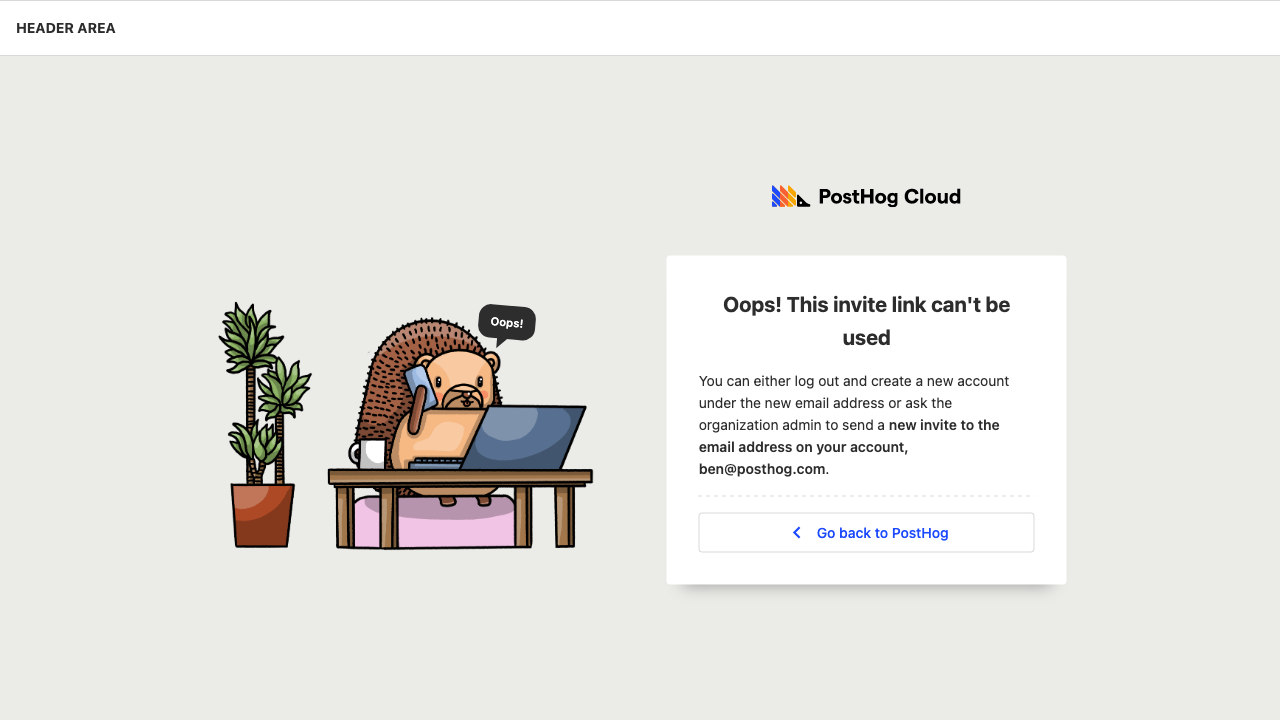 HEADER AREA
PostHog Cloud
Oops!
Oops! This invite link can't be
used
You can either log out and create a new account
under the new email address or ask the
organization admin to send a new invite to the
email address on your account,
ben@posthog.com.
Go back to PostHog